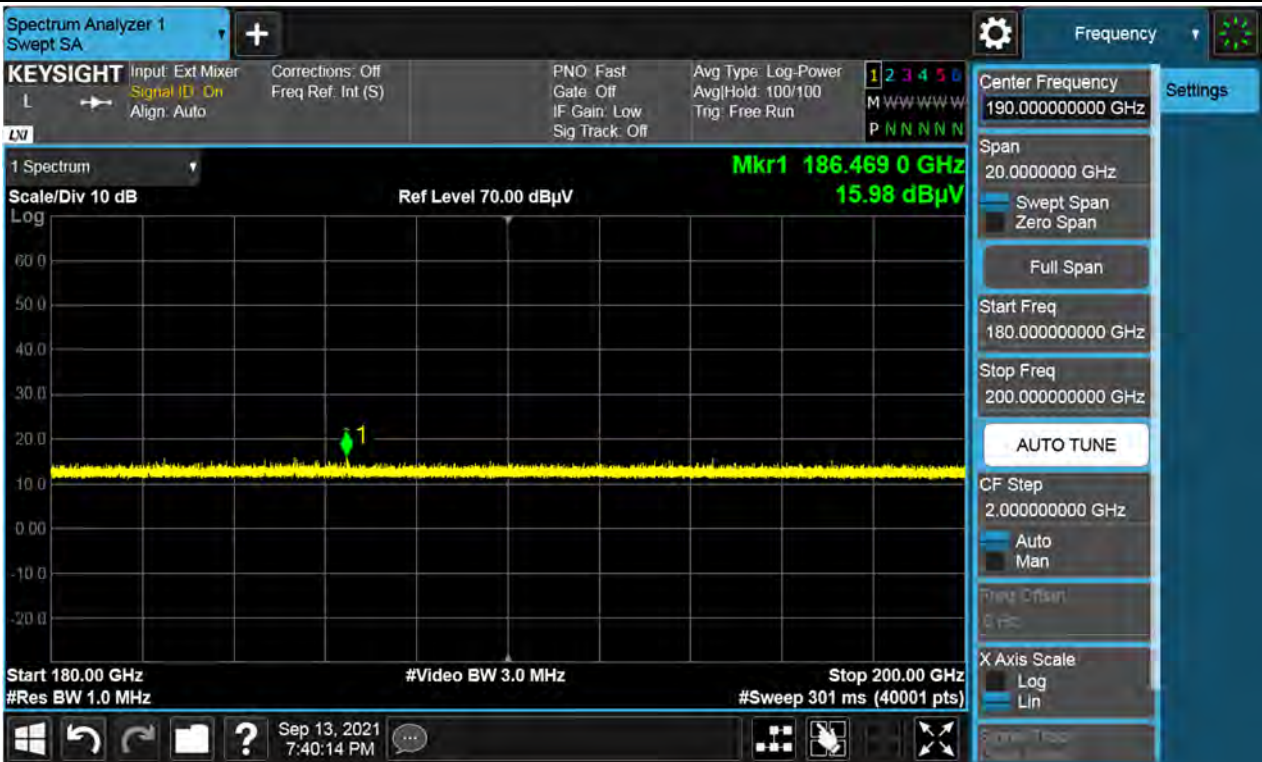 Spectrum Analyzer 1
Swept SA
+
Frequency
KEYSIGHT
L
LXI
Input: Ext Mixer
Signal ID: On
Align: Auto
Corrections: Off
Freq Ref: Int (S)
PNO: Fast
Gate: Off
IF Gain: Low
Sig Track: Off
Avg Type: Log-Power
Avg|Hold: 100/100
Trig: Free Run
1 2 3 4 5 6
M W W W W W
P N N N N N
1 Spectrum
Scale/Div 10 dB
Log
Ref Level 70.00 dBµV
Mkr1 186.469 0 GHz
15.98 dBµV
60.0
50.0
40.0
30.0
20.0
10.0
0.00
-10.0
-20.0
1
Start 180.00 GHz
#Res BW 1.0 MHz
#Video BW 3.0 MHz
Stop 200.00 GHz
#Sweep 301 ms (40001 pts)
?
Sep 13, 2021
7:40:14 PM
Center Frequency
190.000000000 GHz
Settings
Span
20.0000000 GHz
Swept Span
Zero Span
Full Span
Start Freq
180.000000000 GHz
Stop Freq
200.000000000 GHz
AUTO TUNE
CF Step
2.000000000 GHz
Auto
Man
Freq Offset
0 Hz
X Axis Scale
Log
Lin